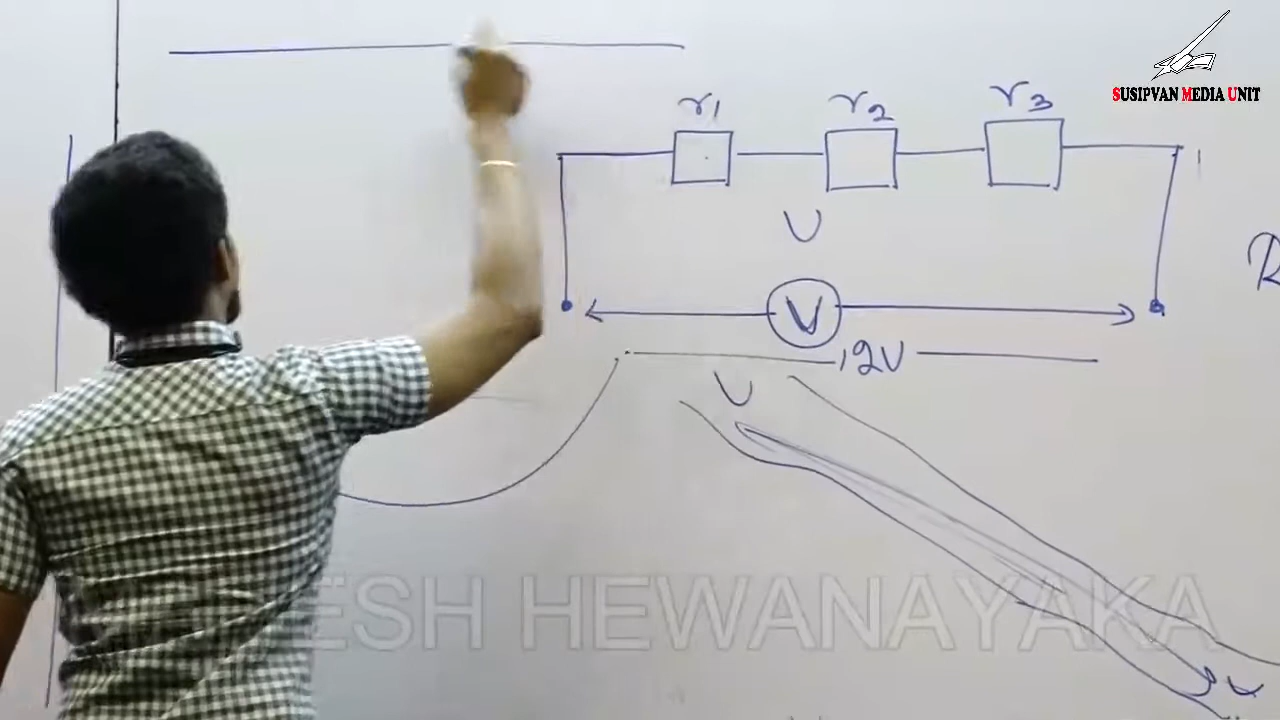 SUSIPVAN MEDIA UNIT
r1 r2 r3
V
V
12V
V
ESH HEWANAYAKA